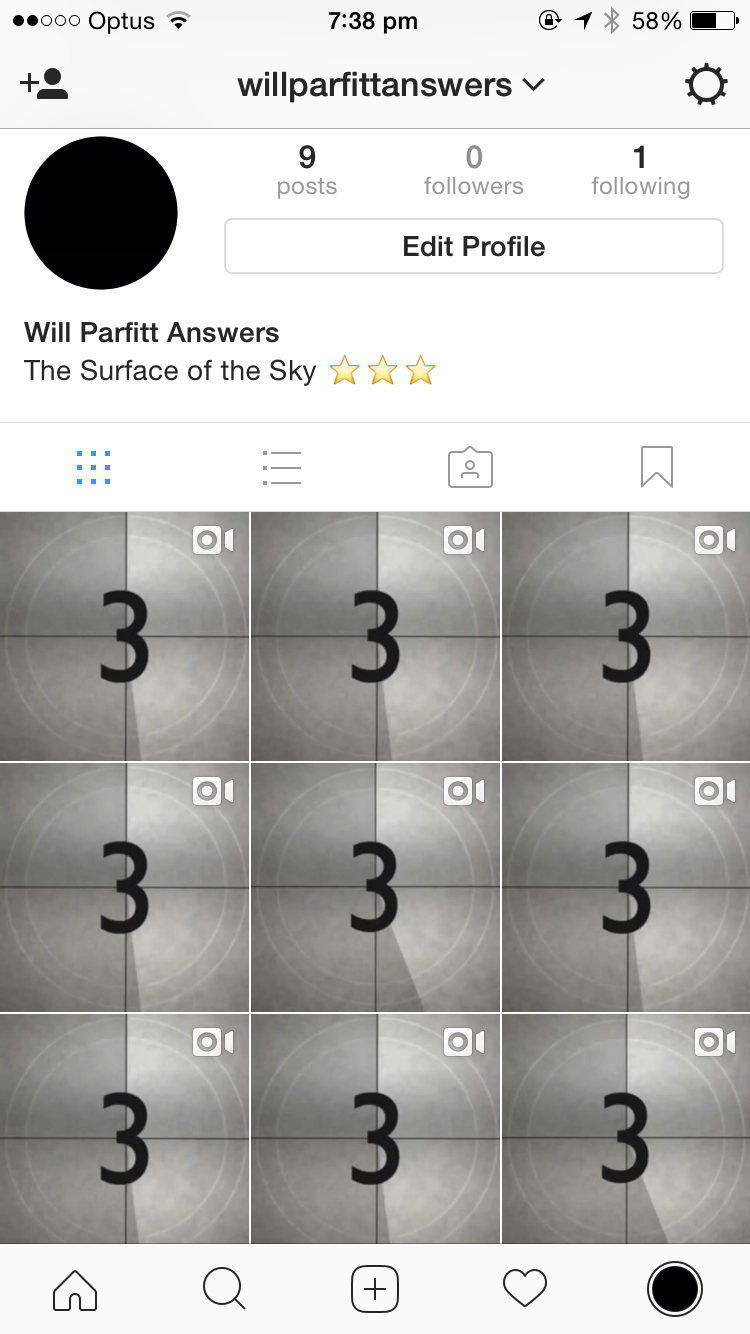 Optus 7:38 pm 58%
willparfittanswers
9 0 1
posts followers following
Edit Profile
Will Parfitt Answers
The Surface of the Sky ⭐⭐⭐
3 3 3
3 3 3
3 3 3